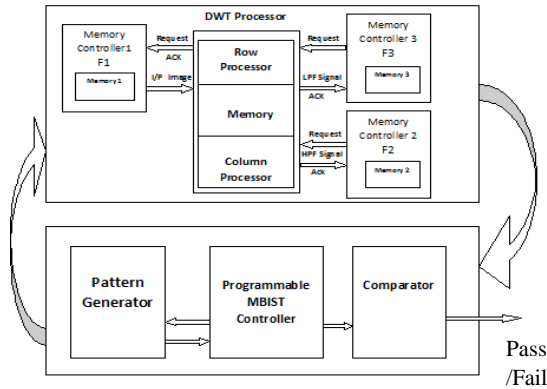 DWT Processor
Memory
Controller1
F1
Memory1
Request
ACK
I/P Image
Row
Processor
Memory
Column
Processor
Request
LPF Signal
ACK
Memory
Controller 3
F3
Memory 3
Request
HPF Signal
Ack
Memory
Controller 2
F2
Memory 2
Pattern
Generator
Programmable
MBIST
Controller
Comparator
Pass
/Fail